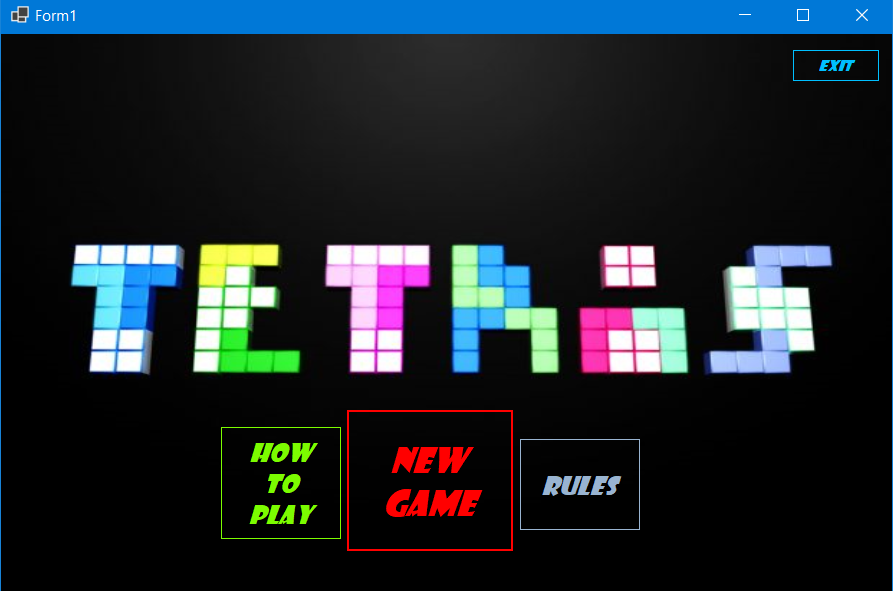 Form1
EXIT
TETRiS
HOW
TO
PLAY
NEW
GAME
RULES